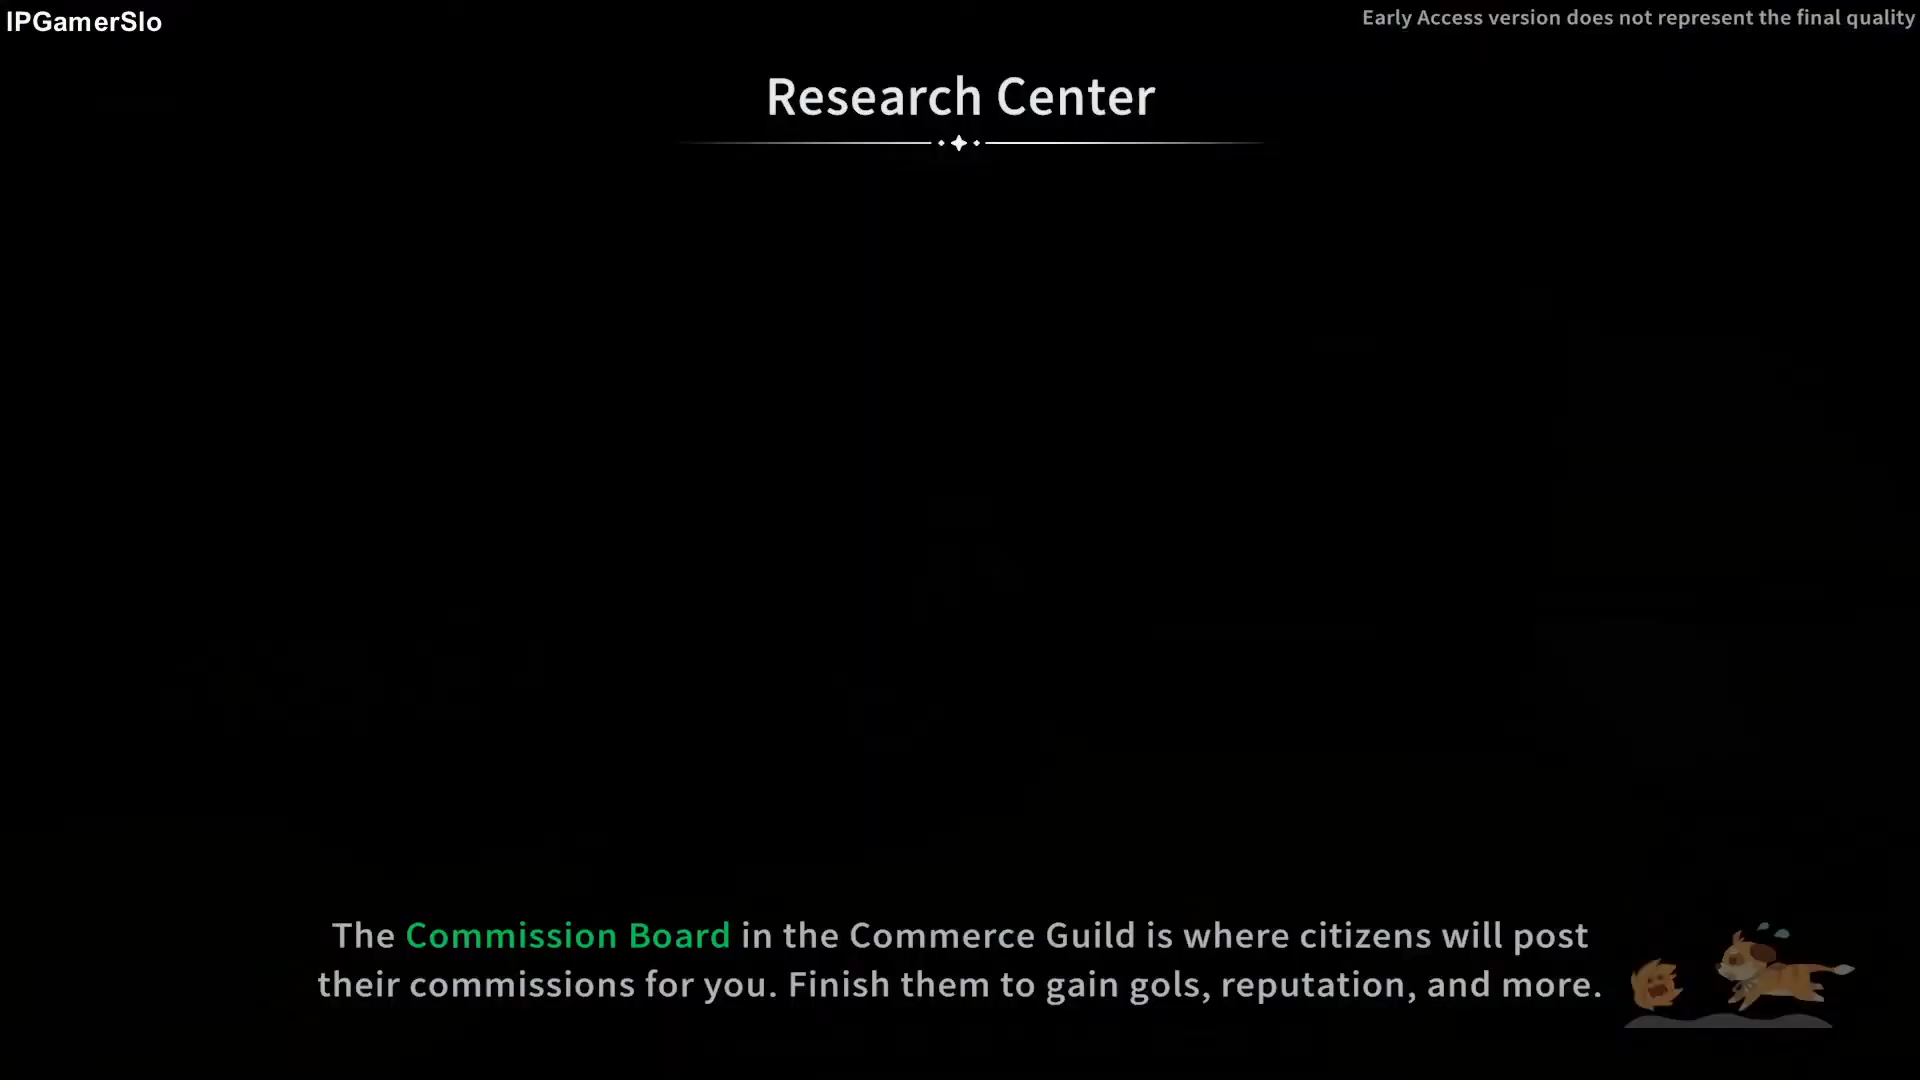 IPGamerSlo
Early Access version does not represent the final quality
Research Center
The Commission Board in the Commerce Guild is where citizens will post
their commissions for you. Finish them to gain gols, reputation, and more.